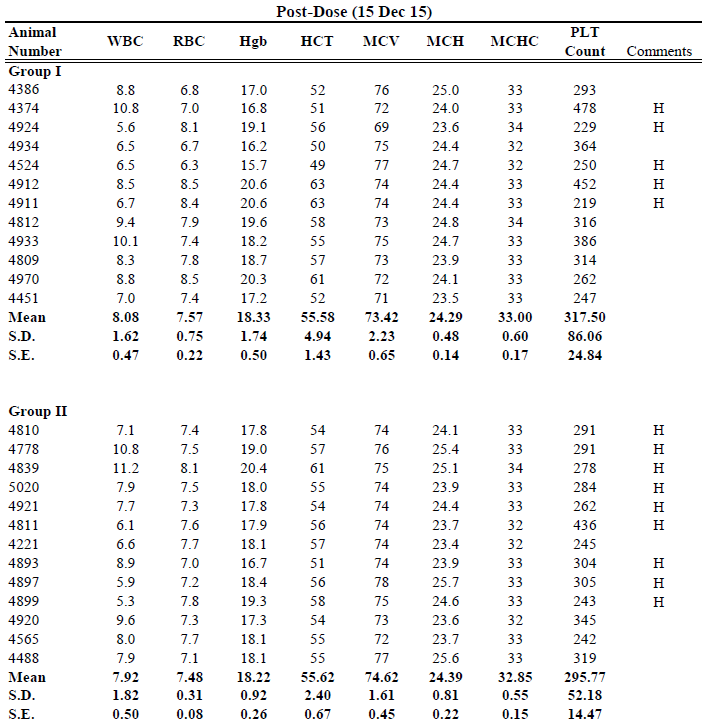 Post-Dose (15 Dec 15)
Animal Number WBC RBC Hgb HCT MCV MCH MCHC PLT Count Comments
Group I
4386 8.8 6.8 17.0 52 76 25.0 33 293
4374 10.8 7.0 16.8 51 72 24.0 33 478 H
4924 5.6 8.1 19.1 56 69 23.6 34 229 H
4934 6.5 6.7 16.2 50 75 24.4 32 364
4524 6.5 6.3 15.7 49 77 24.7 32 250 H
4912 8.5 8.5 20.6 63 74 24.4 33 452 H
4911 6.7 8.4 20.6 63 74 24.4 33 219 H
4812 9.4 7.9 19.6 58 73 24.8 34 316
4933 10.1 7.4 18.2 55 75 24.7 33 386
4809 8.3 7.8 18.7 57 73 23.9 33 314
4970 8.8 8.5 20.3 61 72 24.1 33 262
4451 7.0 7.4 17.2 52 71 23.5 33 247
Mean 8.08 7.57 18.33 55.58 73.42 24.29 33.00 317.50
S.D. 1.62 0.75 1.74 4.94 2.23 0.48 0.60 86.06
S.E. 0.47 0.22 0.50 1.43 0.65 0.14 0.17 24.84
Group II
4810 7.1 7.4 17.8 54 74 24.1 33 291 H
4778 10.8 7.5 19.0 57 76 25.4 33 291 H
4839 11.2 8.1 20.4 61 75 25.1 34 278 H
5020 7.9 7.5 18.0 55 74 23.9 33 284 H
4921 7.7 7.3 17.8 54 74 24.4 33 262 H
4811 6.1 7.6 17.9 56 74 23.7 32 436 H
4221 6.6 7.7 18.1 57 74 23.4 32 245
4893 8.9 7.0 16.7 51 74 23.9 33 304 H
4897 5.9 7.2 18.4 56 78 25.7 33 305 H
4899 5.3 7.8 19.3 58 75 24.6 33 243 H
4920 9.6 7.3 17.3 54 73 23.6 32 345
4565 8.0 7.7 18.1 55 72 23.7 33 242
4488 7.9 7.1 18.1 55 77 25.6 33 319
Mean 7.92 7.48 18.22 55.62 74.62 24.39 32.85 295.77
S.D. 1.82 0.31 0.92 2.40 1.61 0.81 0.55 52.18
S.E. 0.50 0.08 0.26 0.67 0.45 0.22 0.15 14.47